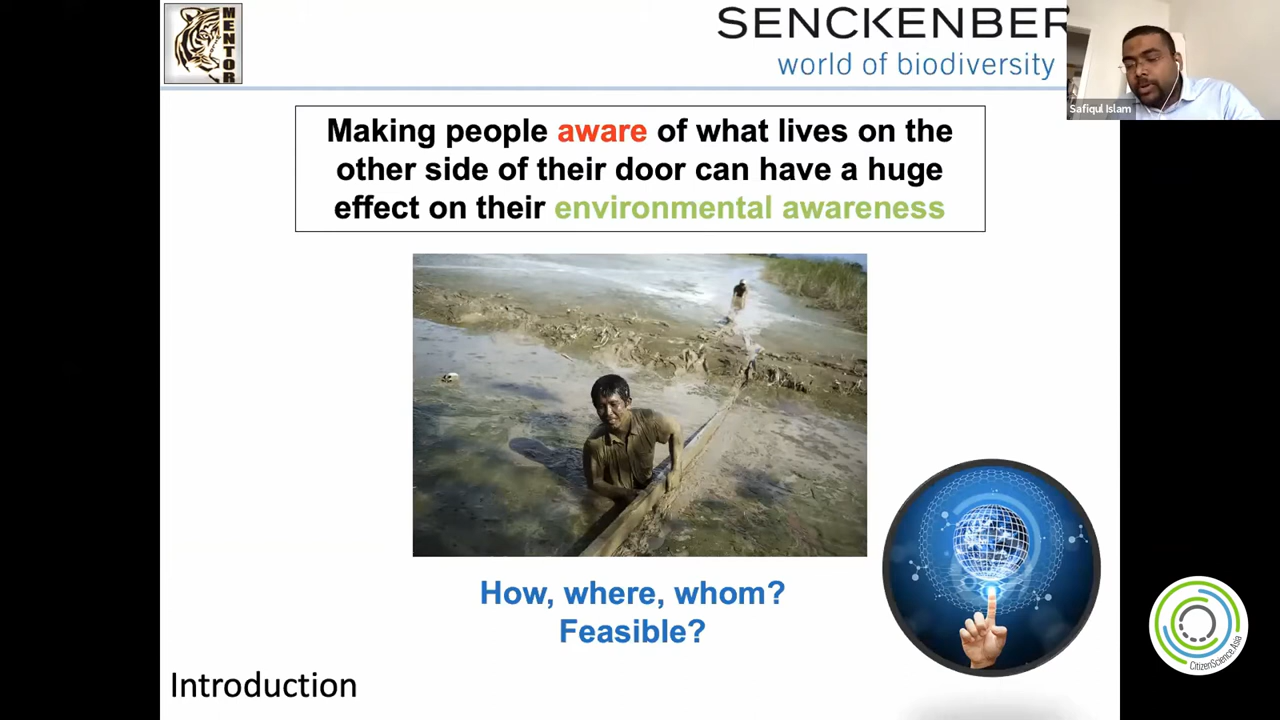 MENTOR
SENCKENBER
world of biodiversity
Safiqul Islam
Making people aware of what lives on the
other side of their door can have a huge
effect on their environmental awareness
How, where, whom?
Feasible?
Introduction
CitizenScience.Asia